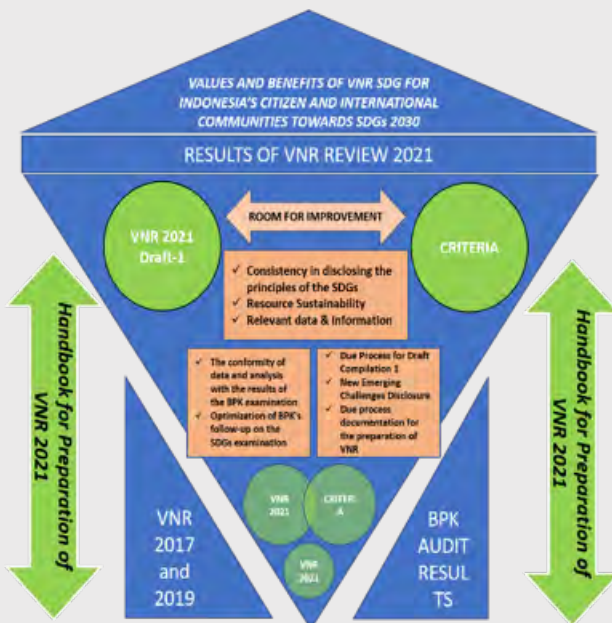 VALUES AND BENEFITS OF VNR SDG FOR
INDONESIA'S CITIZEN AND INTERNATIONAL
COMMUNITIES TOWARDS SDGs 2030
RESULTS OF VNR REVIEW 2021
VNR 2021
Draft-1
ROOM FOR IMPROVEMENT
CRITERIA
✓ Consistency in disclosing the
principles of the SDGs
✓ Resource Sustainability
✓ Relevant data & Information
✓ The conformity of
data and analysis
with the results of
the BPK examination
✓ Optimization of BPK's
follow-up on the
SDGs examination
✓ Due Process for Draft
Compilation 1
✓ New Emerging
Challenges Disclosure
✓ Due process
documentation for
the preparation of
VNR
VNR
2021
CRITERI
A
VNR
2021
VNR
2017
and
2019
BPK
AUDIT
RESUL
TS
Handbook for Preparation of
VNR 2021
Handbook for Preparation of
VNR 2021